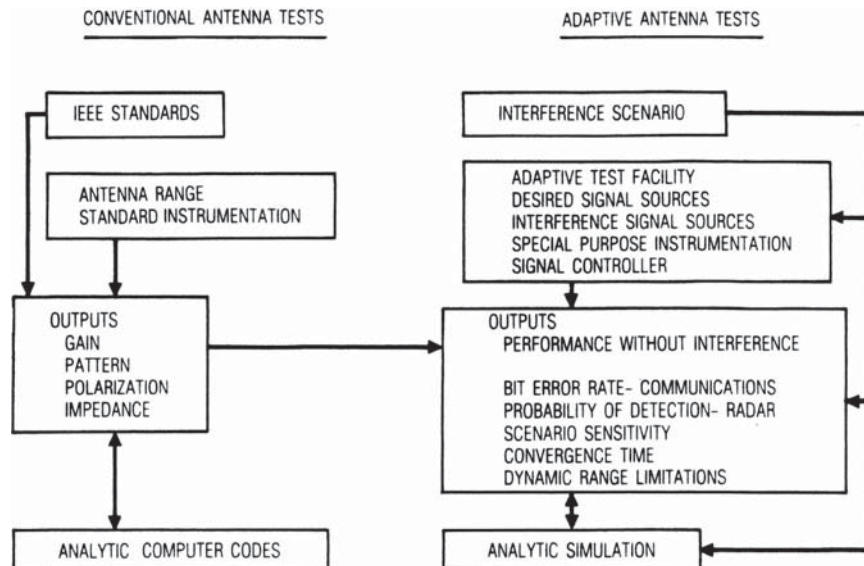 CONVENTIONAL ANTENNA TESTS
IEEE STANDARDS
ANTENNA RANGE
STANDARD INSTRUMENTATION
OUTPUTS
GAIN
PATTERN
POLARIZATION
IMPEDANCE
ANALYTIC COMPUTER CODES
ADAPTIVE ANTENNA TESTS
INTERFERENCE SCENARIO
ADAPTIVE TEST FACILITY
DESIRED SIGNAL SOURCES
INTERFERENCE SIGNAL SOURCES
SPECIAL PURPOSE INSTRUMENTATION
SIGNAL CONTROLLER
OUTPUTS
PERFORMANCE WITHOUT INTERFERENCE
BIT ERROR RATE- COMMUNICATIONS
PROBABILITY OF DETECTION- RADAR
SCENARIO SENSITIVITY
CONVERGENCE TIME
DYNAMIC RANGE LIMITATIONS
ANALYTIC SIMULATION